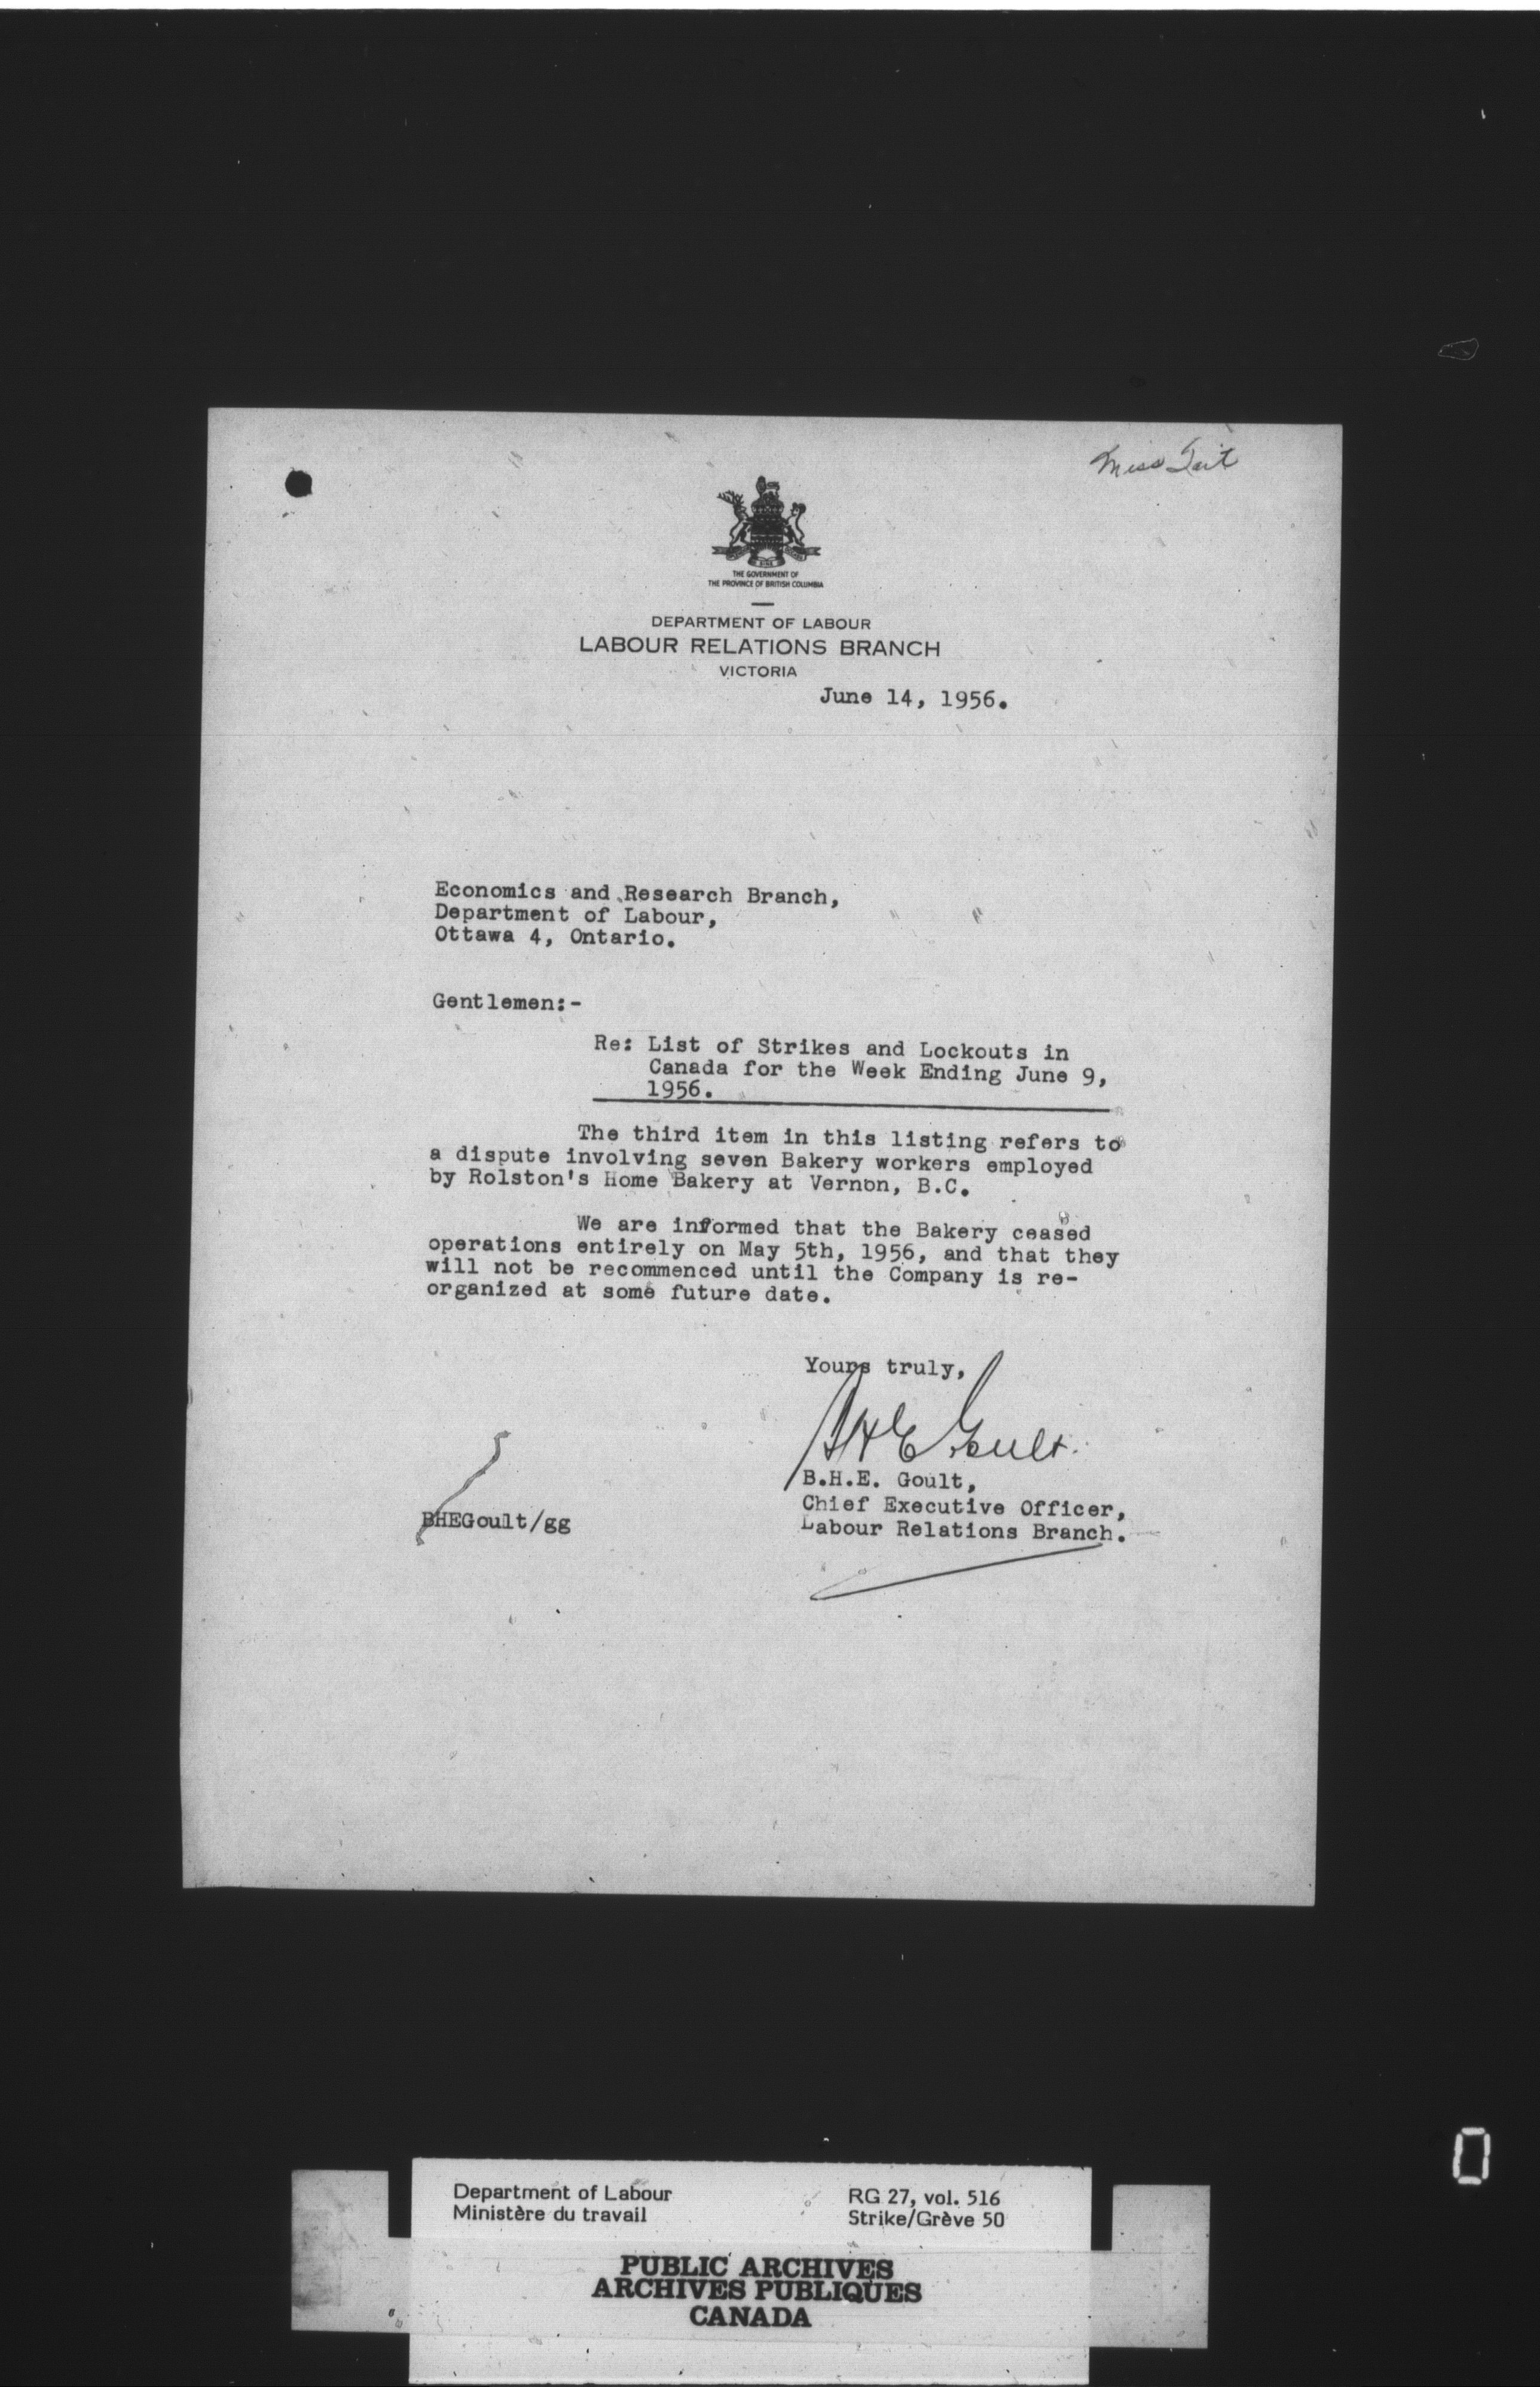 Miss Tait
THE GOVERNMENT OF
THE PROVINCE OF BRITISH COLUMBIA
DEPARTMENT OF LABOUR
LABOUR RELATIONS BRANCH
VICTORIA
June 14, 1956.
Economics and Research Branch,
Department of Labour,
Ottawa 4, Ontario.
Gentlemen:-
Re: List of Strikes and Lockouts in
Canada for the Week Ending June 9,
1956.
The third item in this listing refers to
a dispute involving seven Bakery workers employed
by Rolston's Home Bakery at Vernon, B.C.
We are informed that the Bakery ceased
operations entirely on May 5th, 1956, and that they
will not be recommenced until the Company is re-
organized at some future date.
Yours truly,
BHE Goult.
B.H.E. Goult,
Chief Executive Officer,
Labour Relations Branch.
BHEGoult/gg
Department of Labour
Ministère du travail
RG 27, vol. 516
Strike/Grève 50
PUBLIC ARCHIVES
ARCHIVES PUBLIQUES
CANADA
0